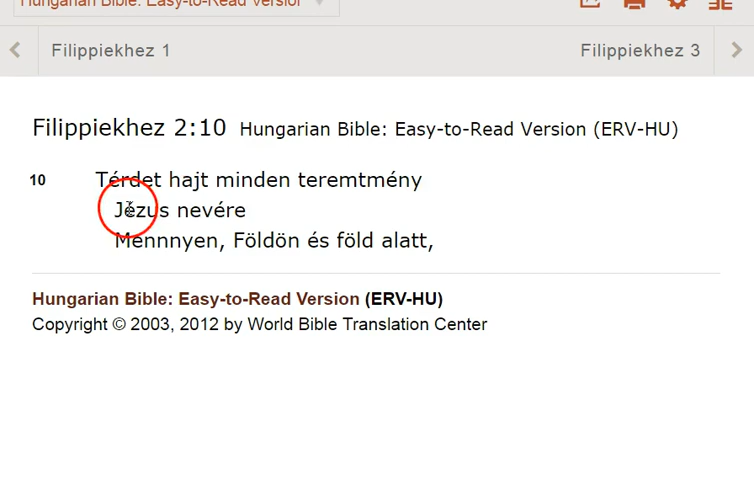 Hungarian Bible: Easy-to-Read Version
Filippiekhez 1
Filippiekhez 3
Filippiekhez 2:10 Hungarian Bible: Easy-to-Read Version (ERV-HU)
10 Térdet hajt minden teremtmény
Jézus nevére
Mennnyen, Földön és föld alatt,
Hungarian Bible: Easy-to-Read Version (ERV-HU)
Copyright © 2003, 2012 by World Bible Translation Center